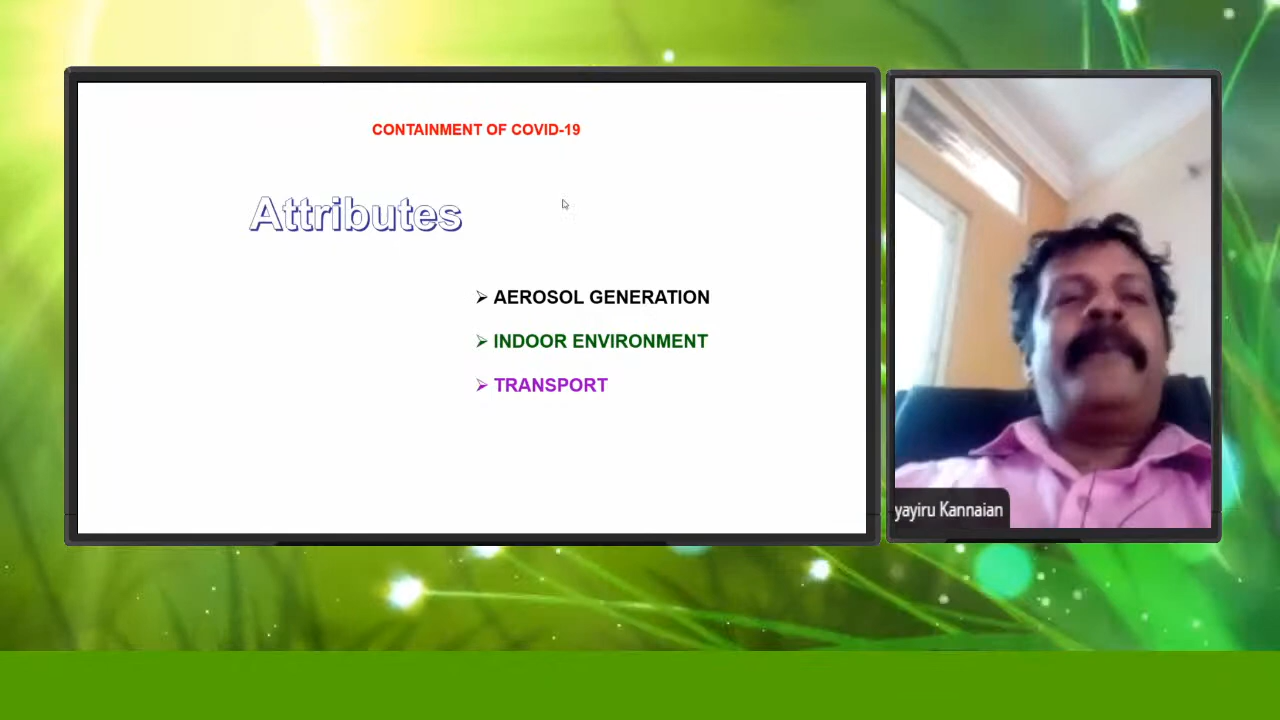 CONTAINMENT OF COVID-19
Attributes
➢ AEROSOL GENERATION
➢ INDOOR ENVIRONMENT
➢ TRANSPORT
yayiru Kannaian